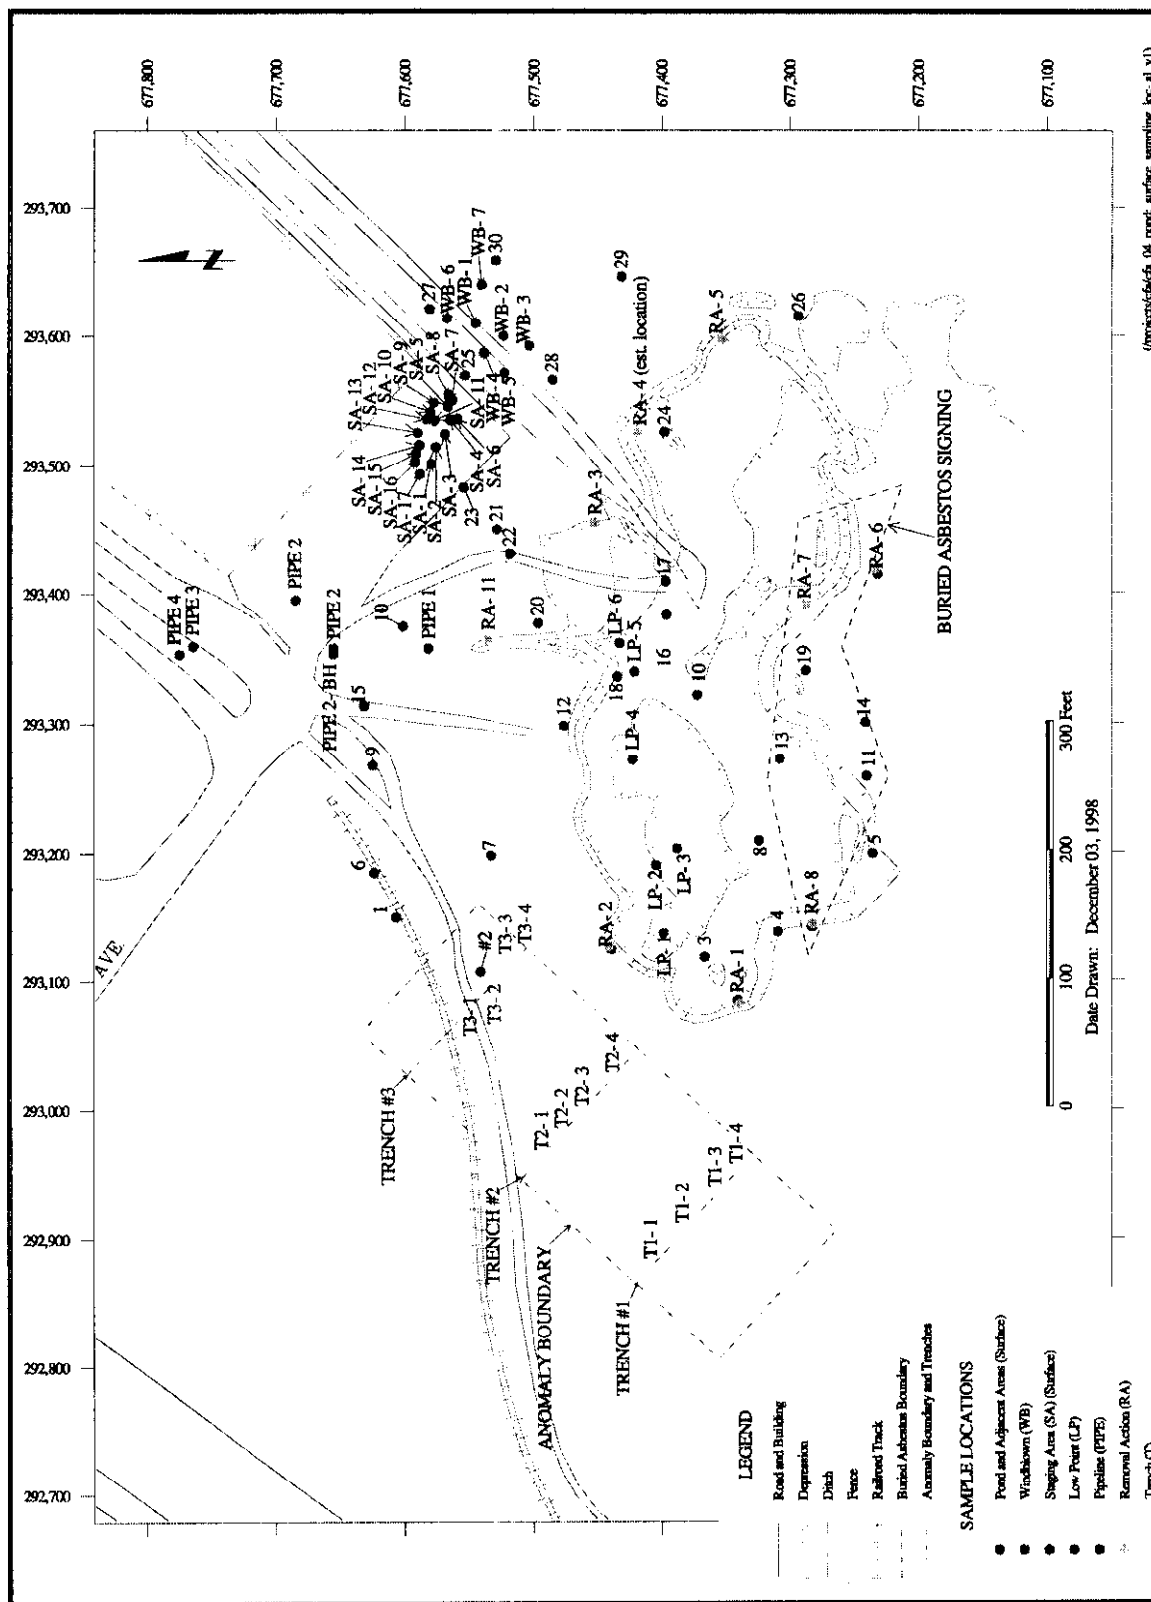 677,800
677,700
677,600
677,500
677,400
677,300
677,200
677,100
293,700
293,600
293,500
293,400
293,300
293,200
293,100
293,000
292,900
292,800
292,700
N
AVE
PIPE 4
PIPE 3
PIPE 2
PIPE 2
PIPE 2- BH
PIPE 1
10
15
9
6
1
7
#2
12
20
RA- 11
22
21
23
SA- 13
SA- 12
SA- 10
SA- 9
SA- 5
SA- 8
SA- 7
SA- 14
SA- 15
SA- 16
SA- 17
SA- 1
SA- 2
SA- 3
SA- 4
SA- 6
SA- 11
25
27
WB- 6
WB- 1
WB- 7
30
WB- 2
WB- 3
WB- 4
WB- 5
28
29
RA- 4 (est. location)
24
RA- 5
26
RA- 3
17
16
10
LP- 6
LP- 5
18
LP- 4
LP- 2
LP- 3
LP- 1
RA- 2
3
RA- 1
4
RA- 8
8
5
11
13
14
19
RA- 7
RA- 6
BURIED ASBESTOS SIGNING
T3- 1
T3- 2
T3- 3
T3- 4
TRENCH #3
T2- 1
T2- 2
T2- 3
T2- 4
TRENCH #2
ANOMALY BOUNDARY
T1- 1
T1- 2
T1- 3
T1- 4
TRENCH #1
0
100
200
300 Feet
Date Drawn: December 03, 1998
LEGEND
Road and Building
Depression
Ditch
Fence
Railroad Track
Buried Asbestos Boundary
Anomaly Boundary and Trenches
SAMPLE LOCATIONS
Pond and Adjacent Areas (Surface)
Windblown (WB)
Staging Area (SA) (Surface)
Low Point (LP)
Pipeline (PIPE)
Removal Action (RA)
Trench (T)